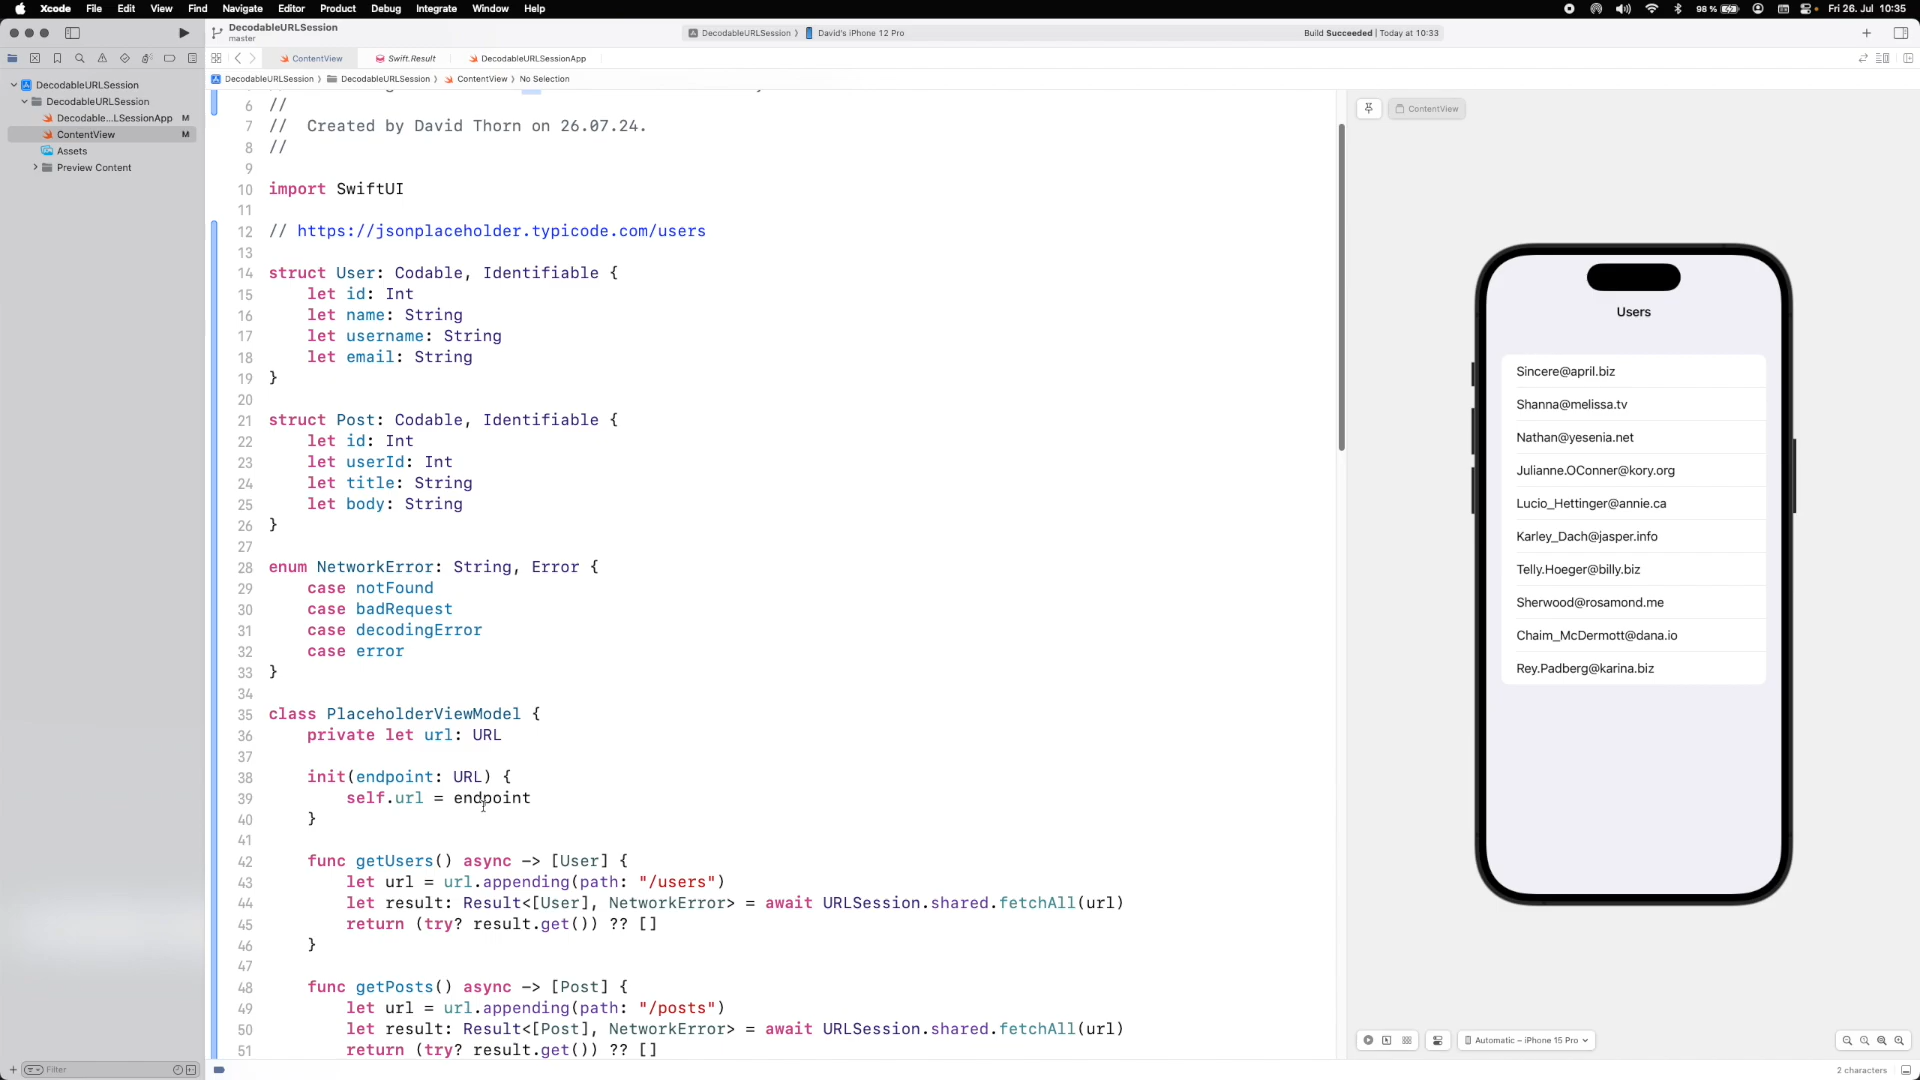 Xcode File Edit View Find Navigate Editor Product Debug Integrate Window Help
98 % Fri 26. Jul 10:35
DecodableURLSession
master
DecodableURLSession 〉 David's iPhone 12 Pro
Build Succeeded | Today at 10:33
ContentView Swift.Result DecodableURLSessionApp
DecodableURLSession 〉 DecodableURLSession 〉 ContentView 〉 No Selection
DecodableURLSession
DecodableURLSession
Decodable...LSessionApp M
ContentView M
Assets
Preview Content
6 //
7 //  Created by David Thorn on 26.07.24.
8 //
9
10 import SwiftUI
11
12 // https://jsonplaceholder.typicode.com/users
13
14 struct User: Codable, Identifiable {
15     let id: Int
16     let name: String
17     let username: String
18     let email: String
19 }
20
21 struct Post: Codable, Identifiable {
22     let id: Int
23     let userId: Int
24     let title: String
25     let body: String
26 }
27
28 enum NetworkError: String, Error {
29     case notFound
30     case badRequest
31     case decodingError
32     case error
33 }
34
35 class PlaceholderViewModel {
36     private let url: URL
37
38     init(endpoint: URL) {
39         self.url = endpoint
40     }
41
42     func getUsers() async -> [User] {
43         let url = url.appending(path: "/users")
44         let result: Result<[User], NetworkError> = await URLSession.shared.fetchAll(url)
45         return (try? result.get()) ?? []
46     }
47
48     func getPosts() async -> [Post] {
49         let url = url.appending(path: "/posts")
50         let result: Result<[Post], NetworkError> = await URLSession.shared.fetchAll(url)
51         return (try? result.get()) ?? []
ContentView
Users
Sincere@april.biz
Shanna@melissa.tv
Nathan@yesenia.net
Julianne.OConner@kory.org
Lucio_Hettinger@annie.ca
Karley_Dach@jasper.info
Telly.Hoeger@billy.biz
Sherwood@rosamond.me
Chaim_McDermott@dana.io
Rey.Padberg@karina.biz
Automatic – iPhone 15 Pro
Filter
2 characters